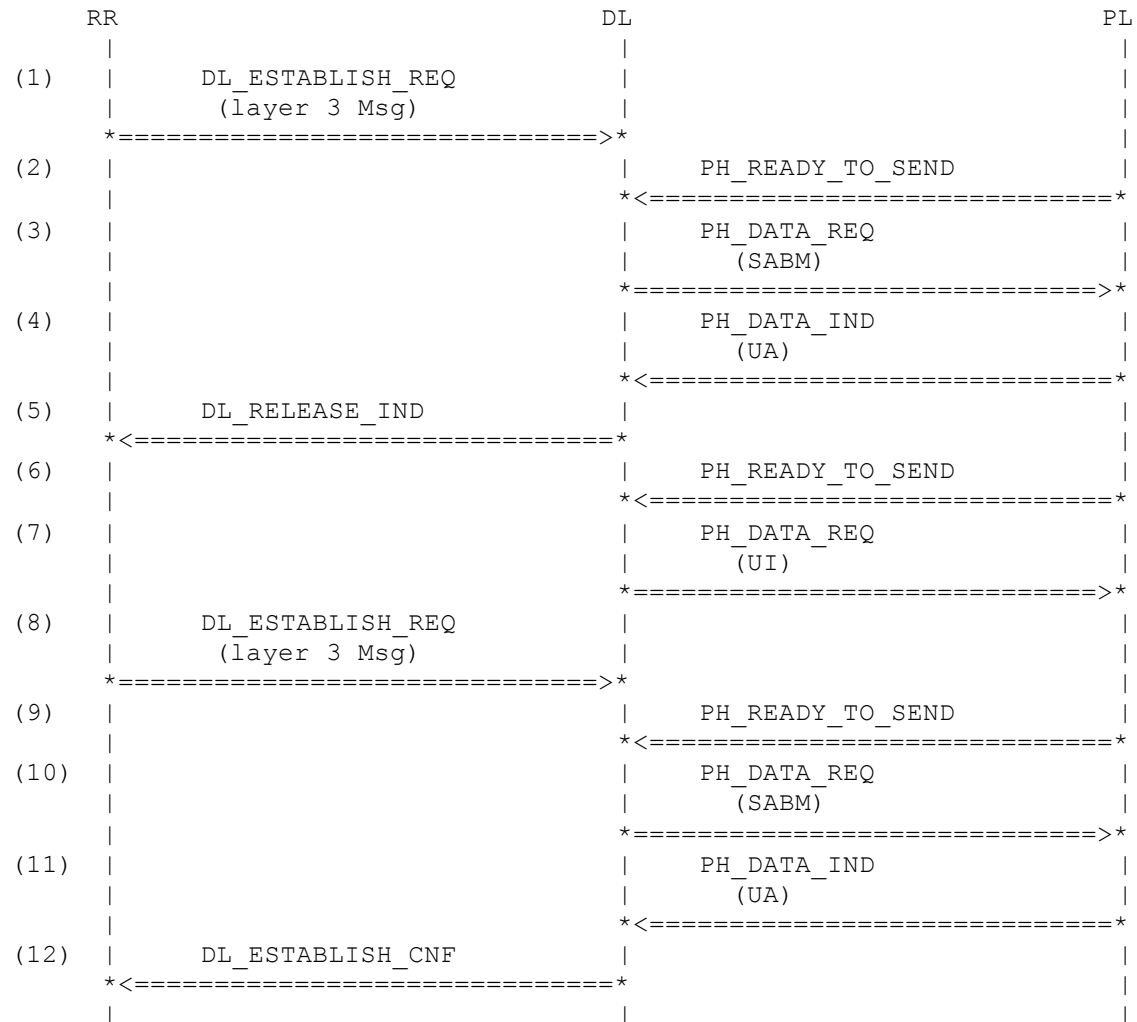 RR DL PL
(1) DL_ESTABLISH_REQ
(layer 3 Msg)
(2) PH_READY_TO_SEND
(3) PH_DATA_REQ
(SABM)
(4) PH_DATA_IND
(UA)
(5) DL_RELEASE_IND
(6) PH_READY_TO_SEND
(7) PH_DATA_REQ
(UI)
(8) DL_ESTABLISH_REQ
(layer 3 Msg)
(9) PH_READY_TO_SEND
(10) PH_DATA_REQ
(SABM)
(11) PH_DATA_IND
(UA)
(12) DL_ESTABLISH_CNF